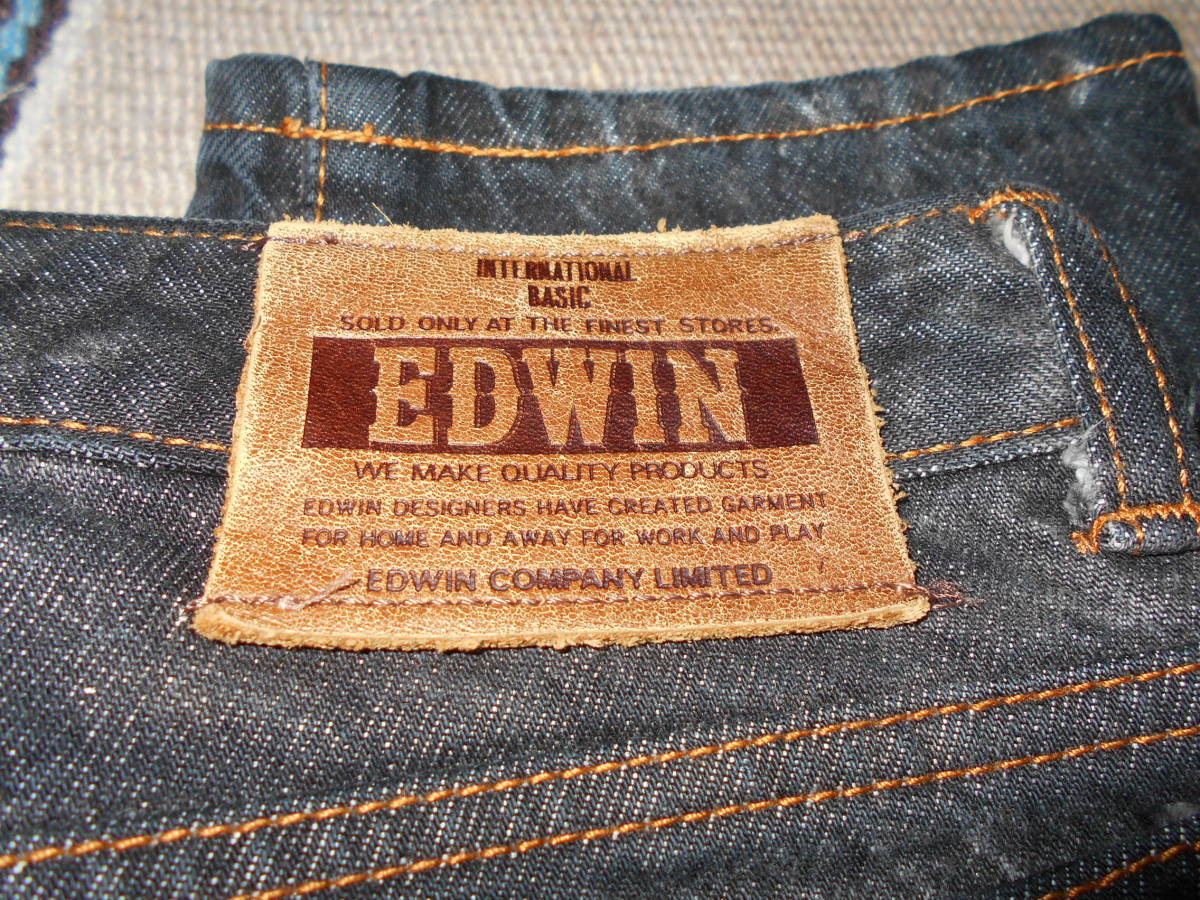 INTERNATIONAL
BASIC
SOLD ONLY AT THE FINEST STORES.
EDWIN
WE MAKE QUALITY PRODUCTS
EDWIN DESIGNERS HAVE CREATED GARMENT
FOR HOME AND AWAY FOR WORK AND PLAY
EDWIN COMPANY LIMITED